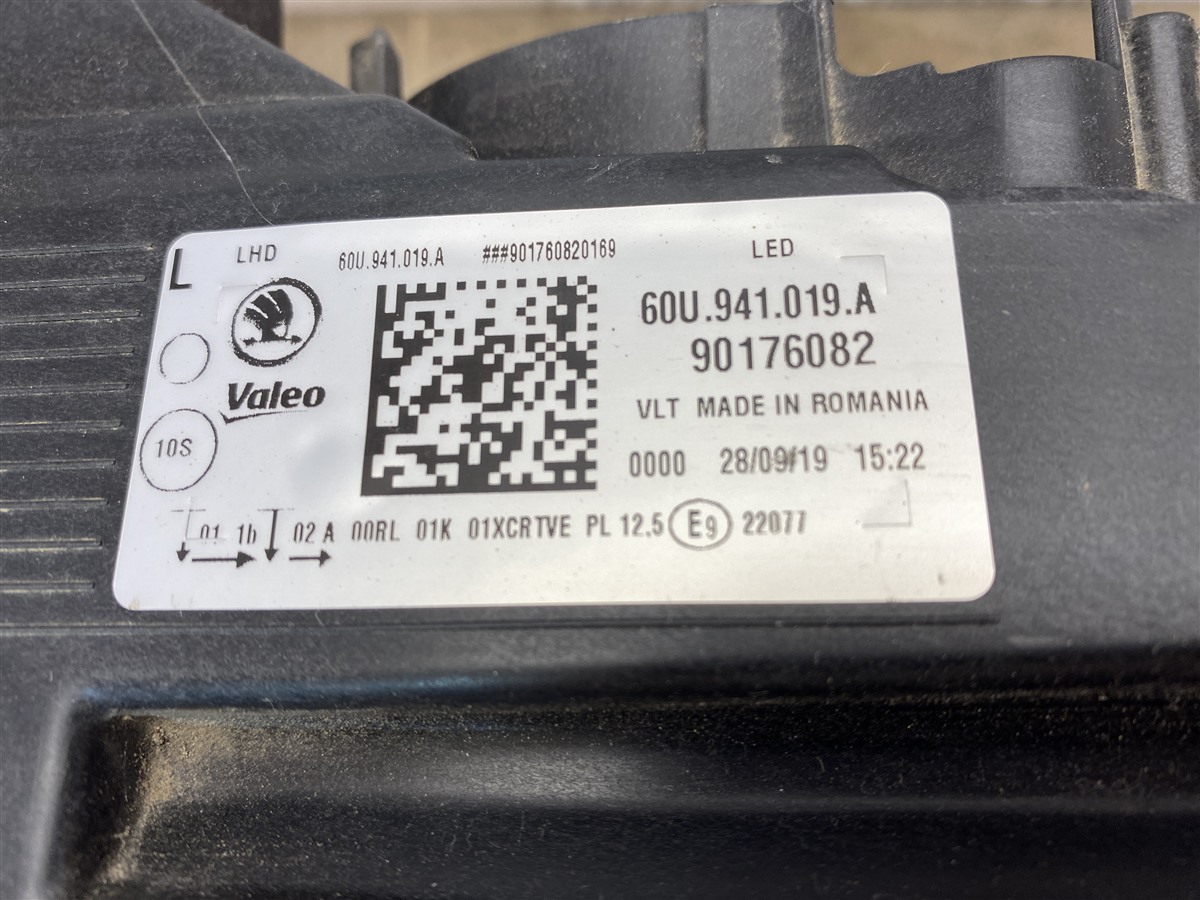 L LHD 60U.941.019.A ###901760820169 LED
60U.941.019.A
90176082
Valeo
VLT MADE IN ROMANIA
10S
0000 28/09/19 15:22
01 1b 02 A 00RL 01K 01XCRTVE PL 12.5 E9 22077